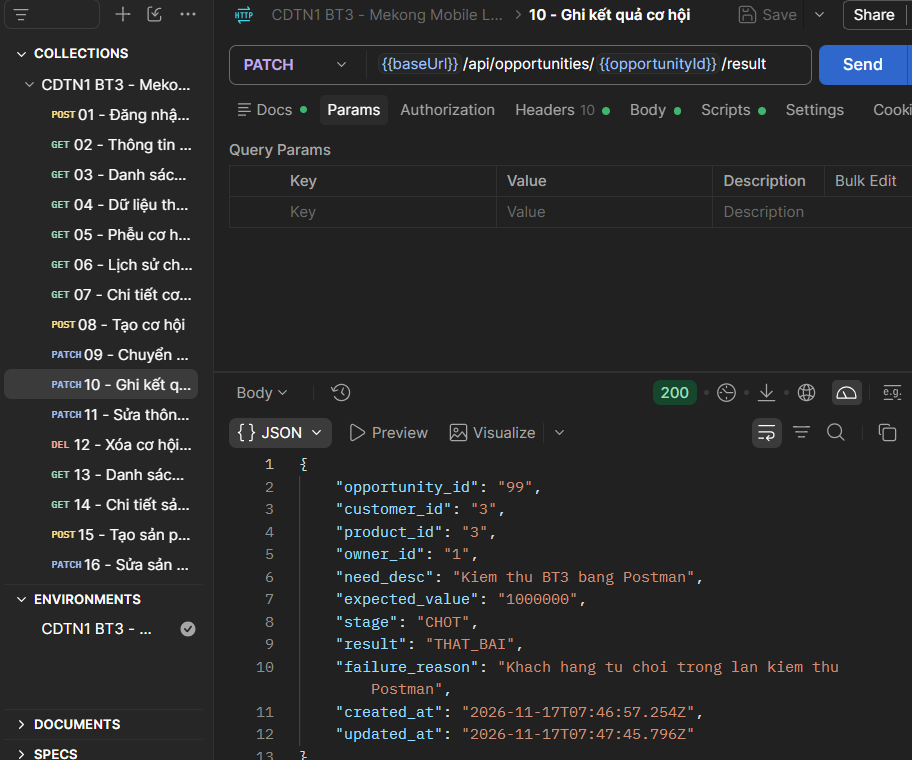 HTTP CDTN1 BT3 - Mekong Mobile L... > 10 - Ghi kết quả cơ hội Save Share
COLLECTIONS
CDTN1 BT3 - Meko...
POST 01 - Đăng nhậ...
GET 02 - Thông tin ...
GET 03 - Danh sác...
GET 04 - Dữ liệu th...
GET 05 - Phễu cơ h...
GET 06 - Lịch sử ch...
GET 07 - Chi tiết cơ...
POST 08 - Tạo cơ hội
PATCH 09 - Chuyển ...
PATCH 10 - Ghi kết q...
PATCH 11 - Sửa thôn...
DEL 12 - Xóa cơ hội...
GET 13 - Danh sác...
GET 14 - Chi tiết sả...
POST 15 - Tạo sản p...
PATCH 16 - Sửa sản ...
ENVIRONMENTS
CDTN1 BT3 - ...
DOCUMENTS
SPECS
PATCH {{baseUrl}} /api/opportunities/ {{opportunityId}} /result Send
Docs Params Authorization Headers 10 Body Scripts Settings Cooki
Query Params
Key Value Description Bulk Edit
Key Value Description
Body 200 e.g.
{} JSON Preview Visualize
1 {
2 "opportunity_id": "99",
3 "customer_id": "3",
4 "product_id": "3",
5 "owner_id": "1",
6 "need_desc": "Kiem thu BT3 bang Postman",
7 "expected_value": "1000000",
8 "stage": "CHOT",
9 "result": "THAT_BAI",
10 "failure_reason": "Khach hang tu choi trong lan kiem thu
Postman",
11 "created_at": "2026-11-17T07:46:57.254Z",
12 "updated_at": "2026-11-17T07:47:45.796Z"
13 }